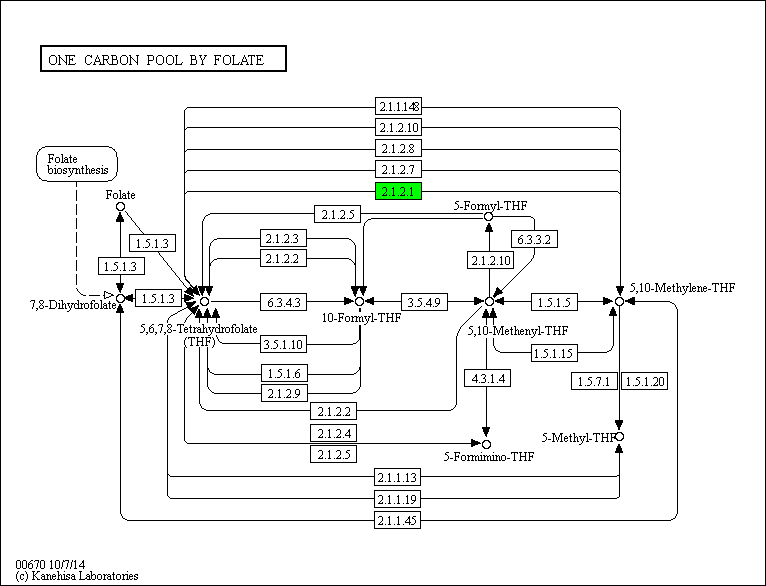 ONE CARBON POOL BY FOLATE
2.1.1.148
2.1.2.10
2.1.2.8
2.1.2.7
2.1.2.1
Folate
biosynthesis
Folate
5-Formyl-THF
2.1.2.5
1.5.1.3
2.1.2.3
6.3.3.2
2.1.2.2
2.1.2.10
1.5.1.3
5,10-Methylene-THF
7,8-Dihydrofolate
1.5.1.3
6.3.4.3
3.5.4.9
1.5.1.5
5,6,7,8-Tetrahydrofolate
(THF)
10-Formyl-THF
5,10-Methenyl-THF
3.5.1.10
1.5.1.15
1.5.1.6
4.3.1.4
1.5.7.1
1.5.1.20
2.1.2.9
2.1.2.2
2.1.2.4
5-Methyl-THF
2.1.2.5
5-Formimino-THF
2.1.1.13
2.1.1.19
2.1.1.45
00670 10/7/14
(c) Kanehisa Laboratories